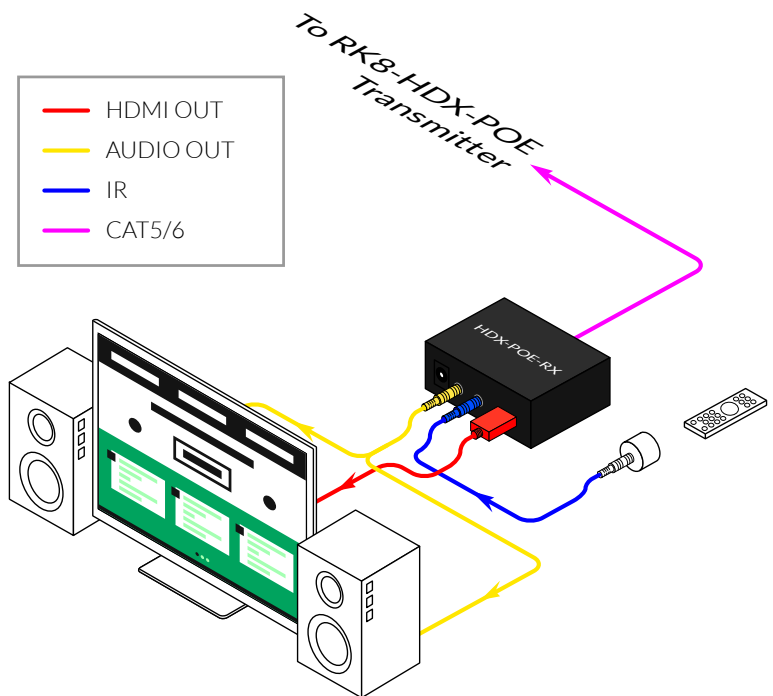 To RK8-HDX-POE
Transmitter
HDMI OUT
AUDIO OUT
IR
CAT5/6
HDX-POE-RX